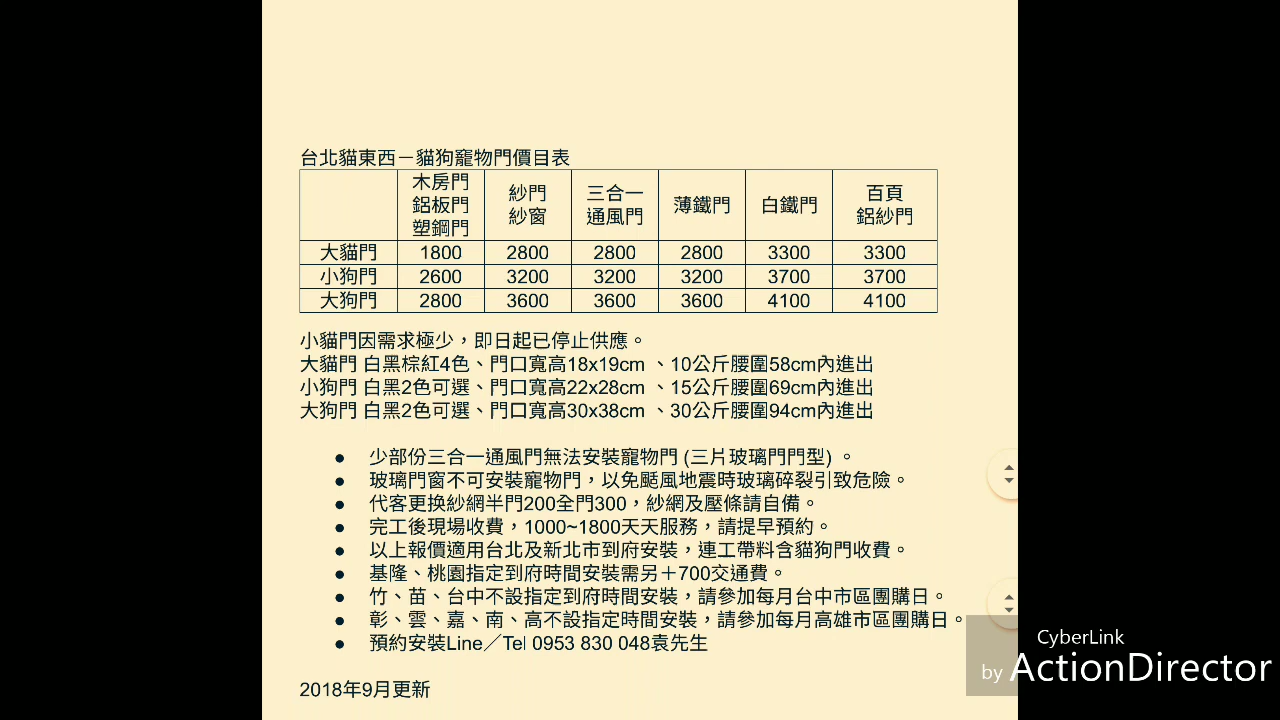 台北貓東西－貓狗寵物門價目表
木房門 鋁板門 塑鋼門 紗門 紗窗 三合一 通風門 薄鐵門 白鐵門 百頁 鋁紗門
大貓門 1800 2800 2800 2800 3300 3300
小狗門 2600 3200 3200 3200 3700 3700
大狗門 2800 3600 3600 3600 4100 4100
小貓門因需求極少，即日起已停止供應。
大貓門 白黑棕紅4色、門口寬高18x19cm 、10公斤腰圍58cm內進出
小狗門 白黑2色可選、門口寬高22x28cm 、15公斤腰圍69cm內進出
大狗門 白黑2色可選、門口寬高30x38cm 、30公斤腰圍94cm內進出
● 少部份三合一通風門無法安裝寵物門 (三片玻璃門門型) 。
● 玻璃門窗不可安裝寵物門，以免颳風地震時玻璃碎裂引致危險。
● 代客更换紗網半門200全門300，紗網及壓條請自備。
● 完工後現場收費，1000~1800天天服務，請提早預約。
● 以上報價適用台北及新北市到府安裝，連工帶料含貓狗門收費。
● 基隆、桃園指定到府時間安裝需另＋700交通費。
● 竹、苗、台中不設指定到府時間安裝，請參加每月台中市區團購日。
● 彰、雲、嘉、南、高不設指定時間安裝，請參加每月高雄市區團購日。
● 預約安裝Line／Tel 0953 830 048袁先生
2018年9月更新
CyberLink
by ActionDirector